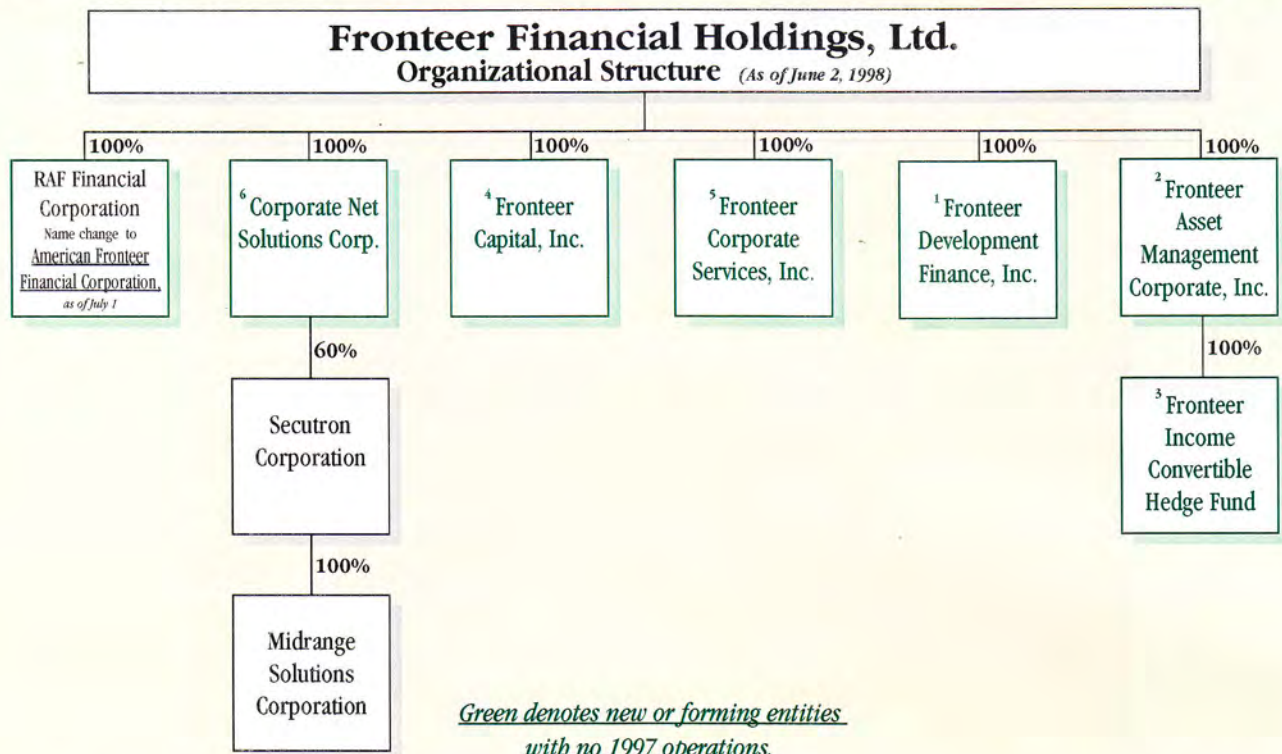 Fronteer Financial Holdings, Ltd.
Organizational Structure (As of June 2, 1998)
100%
100%
100%
100%
100%
100%
RAF Financial
Corporation
Name change to
American Fronteer
Financial Corporation,
as of July 1
6 Corporate Net
Solutions Corp.
4 Fronteer
Capital, Inc.
5 Fronteer
Corporate
Services, Inc.
1 Fronteer
Development
Finance, Inc.
2 Fronteer
Asset
Management
Corporate, Inc.
60%
100%
Secutron
Corporation
3 Fronteer
Income
Convertible
Hedge Fund
100%
Midrange
Solutions
Corporation
Green denotes new or forming entities
with no 1997 operations.